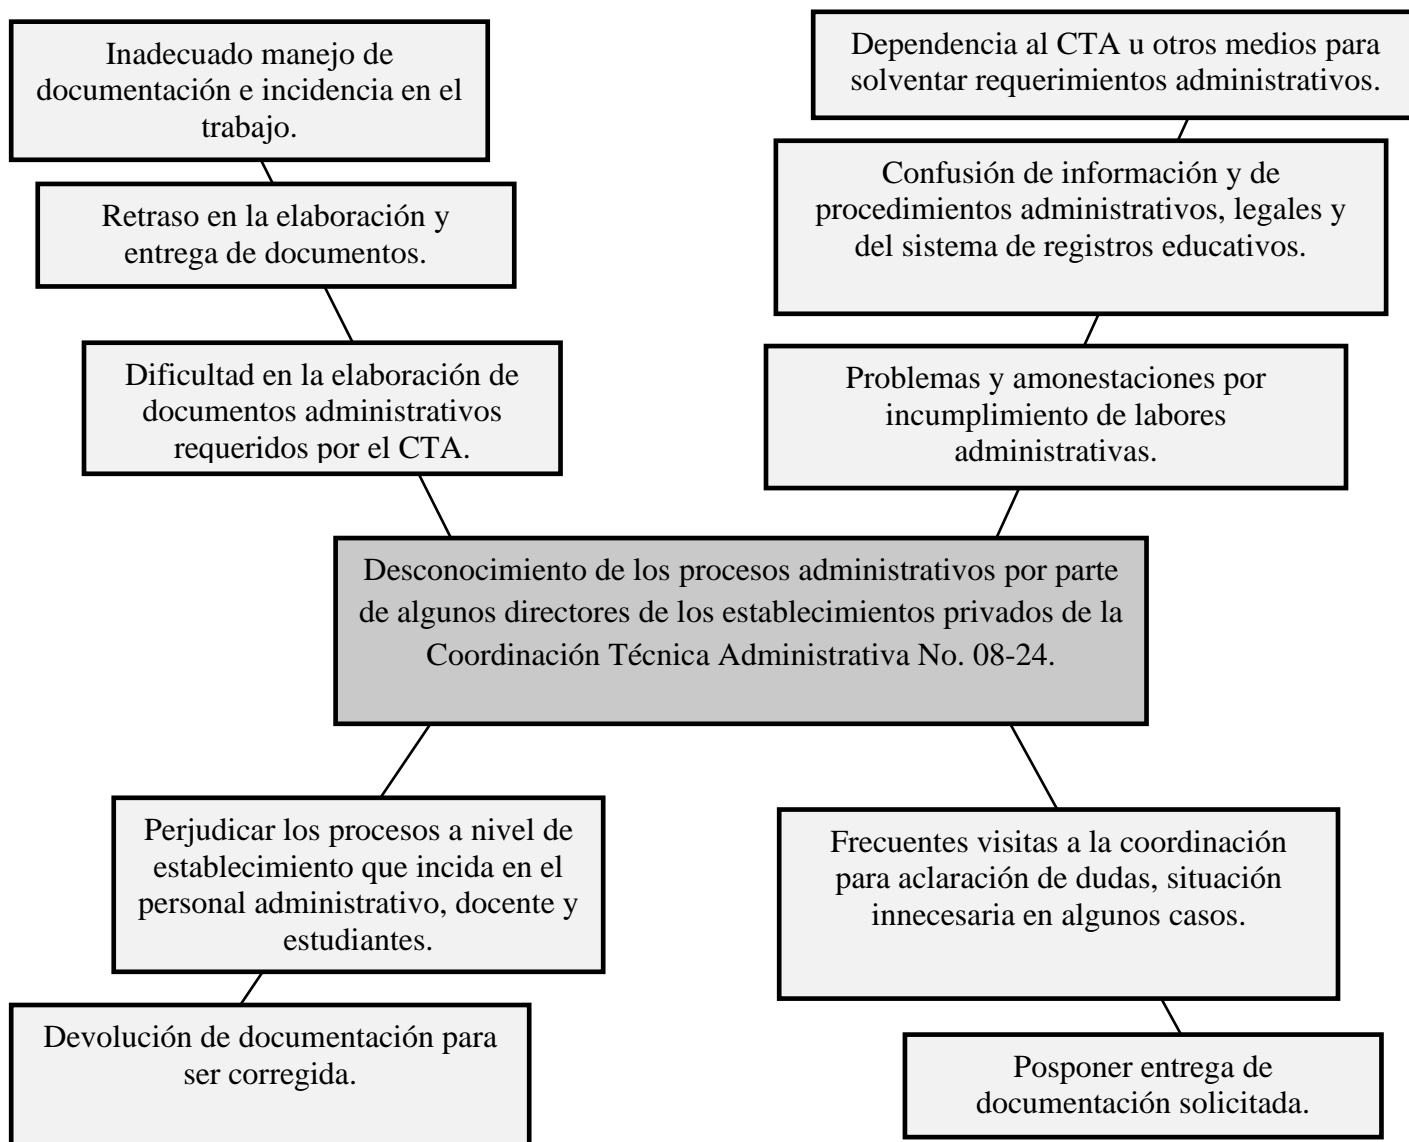 Inadecuado manejo de
documentación e incidencia en el
trabajo.
Dependencia al CTA u otros medios para
solventar requerimientos administrativos.
Retraso en la elaboración y
entrega de documentos.
Confusión de información y de
procedimientos administrativos, legales y
del sistema de registros educativos.
Dificultad en la elaboración de
documentos administrativos
requeridos por el CTA.
Problemas y amonestaciones por
incumplimiento de labores
administrativas.
Desconocimiento de los procesos administrativos por parte
de algunos directores de los establecimientos privados de la
Coordinación Técnica Administrativa No. 08-24.
Perjudicar los procesos a nivel de
establecimiento que incida en el
personal administrativo, docente y
estudiantes.
Frecuentes visitas a la coordinación
para aclaración de dudas, situación
innecesaria en algunos casos.
Devolución de documentación para
ser corregida.
Posponer entrega de
documentación solicitada.